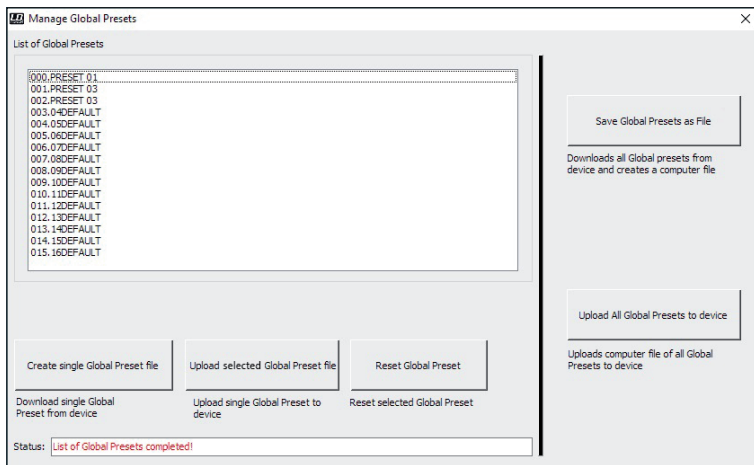 LD Manage Global Presets
List of Global Presets
000.PRESET 01
001.PRESET 03
002.PRESET 03
003.04DEFAULT
004.05DEFAULT
005.06DEFAULT
006.07DEFAULT
007.08DEFAULT
008.09DEFAULT
009.10DEFAULT
010.11DEFAULT
011.12DEFAULT
012.13DEFAULT
013.14DEFAULT
014.15DEFAULT
015.16DEFAULT
Create single Global Preset file
Download single Global
Preset from device
Upload selected Global Preset file
Upload single Global Preset to
device
Reset Global Preset
Reset selected Global Preset
Status: List of Global Presets completed!
Save Global Presets as File
Downloads all Global presets from
device and creates a computer file
Upload All Global Presets to device
Uploads computer file of all Global
Presets to device